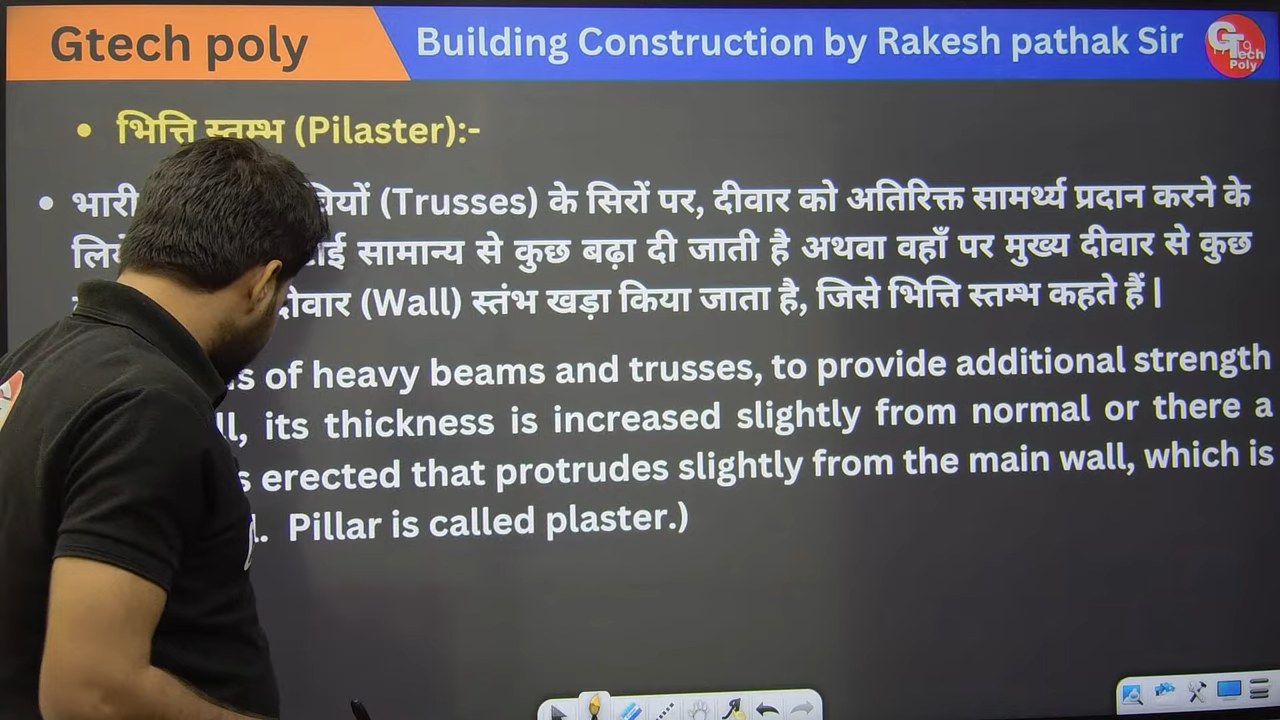 Gtech poly
Building Construction by Rakesh pathak Sir
GTech Poly
• भित्ति स्तम्भ (Pilaster):-
• भारी (Trusses) के सिरों पर, दीवार को अतिरिक्त सामर्थ्य प्रदान करने के
सामान्य से कुछ बढ़ा दी जाती है अथवा वहाँ पर मुख्य दीवार से कुछ
दीवार (Wall) स्तंभ खड़ा किया जाता है, जिसे भित्ति स्तम्भ कहते हैं |
of heavy beams and trusses, to provide additional strength
its thickness is increased slightly from normal or there a
erected that protrudes slightly from the main wall, which is
Pillar is called plaster.)